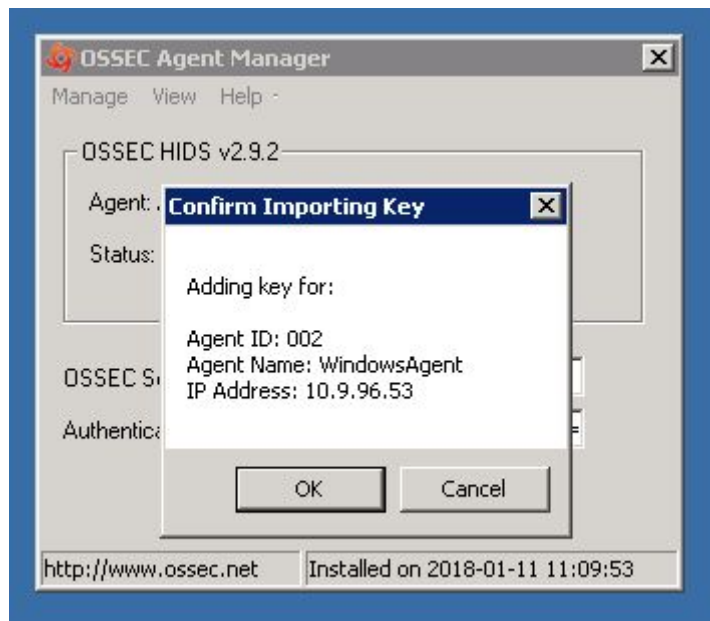 OSSEC Agent Manager
Manage View Help
OSSEC HIDS v2.9.2
Agent:
Status:
Confirm Importing Key
Adding key for:
Agent ID: 002
Agent Name: WindowsAgent
IP Address: 10.9.96.53
OSSEC
=
OK Cancel
http://www.ossec.net Installed on 2018-01-11 11:09:53